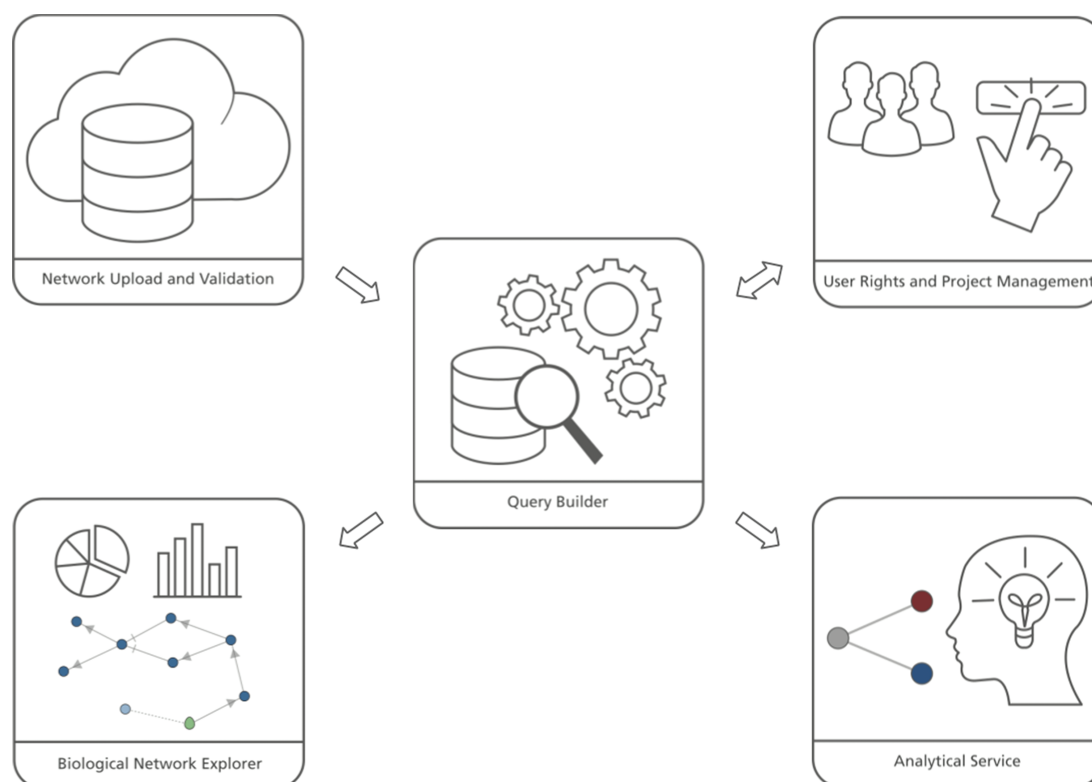 Network Upload and Validation
User Rights and Project Management
Query Builder
Biological Network Explorer
Analytical Service